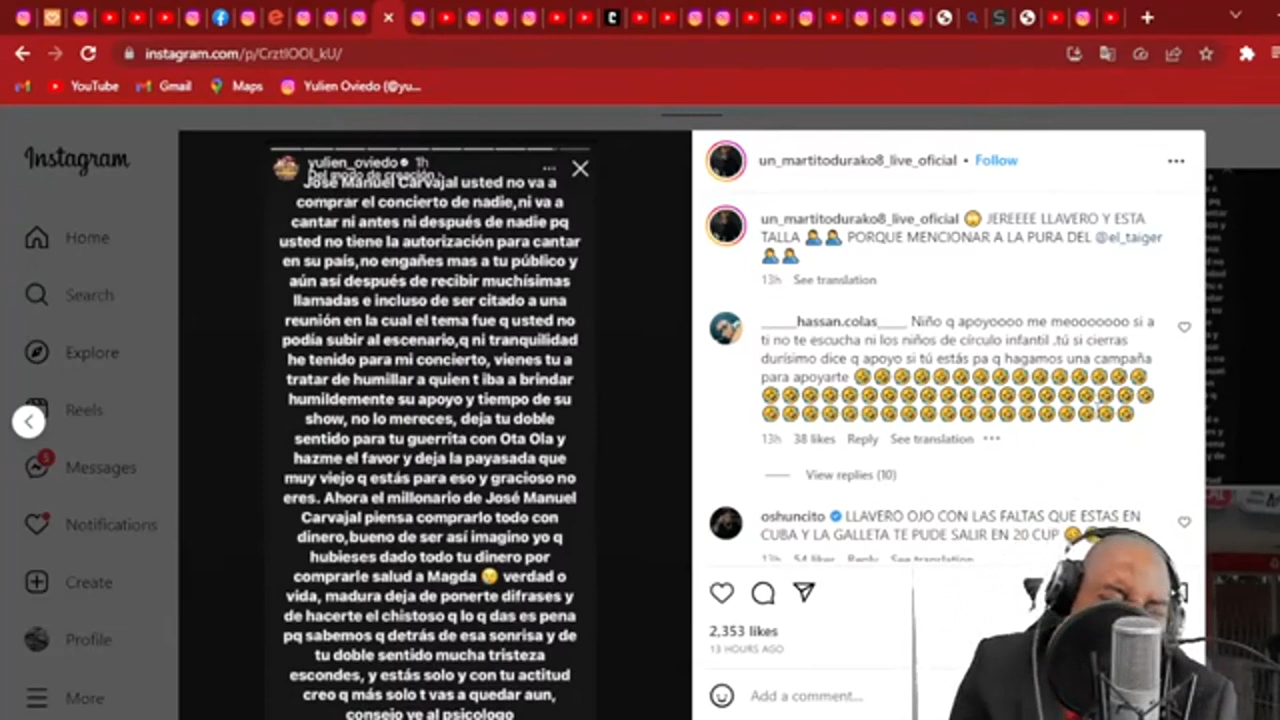 instagram.com/p/CrztlOOl_kU/
YouTube
Gmail
Maps
Yulien Oviedo (@yu...
Instagram
Home
Search
Explore
Reels
5
Messages
Notifications
Create
Profile
More
yulien_oviedo 1h
Del modo de creación
José Manuel Carvajal usted no va a
comprar el concierto de nadie,ni va a
cantar ni antes ni después de nadie pq
usted no tiene la autorización para cantar
en su país,no engañes mas a tu público y
aún así después de recibir muchísimas
llamadas e incluso de ser citado a una
reunión en la cual el tema fue q usted no
podía subir al escenario,q ni tranquilidad
he tenido para mi concierto, vienes tu a
tratar de humillar a quien t iba a brindar
humildemente su apoyo y tiempo de su
show, no lo mereces, deja tu doble
sentido para tu guerrita con Ota Ola y
hazme el favor y deja la payasada que
muy viejo q estás para eso y gracioso no
eres. Ahora el millonario de José Manuel
Carvajal piensa comprarlo todo con
dinero,bueno de ser así imagino yo q
hubieses dado todo tu dinero por
comprarle salud a Magda 😢 verdad o
vida, madura deja de ponerte difrases y
de hacerte el chistoso q lo q das es pena
pq sabemos q detrás de esa sonrisa y de
tu doble sentido mucha tristeza
escondes, y estás solo y con tu actitud
creo q más solo t vas a quedar aun,
consejo ve al psicologo
un_martitodurako8_live_oficial • Follow
un_martitodurako8_live_oficial 🙄 JEREEEE LLAVERO Y ESTA
TALLA 🤦‍♂️🤦‍♂️ PORQUE MENCIONAR A LA PURA DEL @el_taiger
🤦‍♂️🤦‍♂️
13h See translation
_____hassan.colas____ Niño q apoyoooo me meooooooo si a
ti no te escucha ni los niños de círculo infantil .tú si cierras
durísimo dice q apoyo si tú estás pa q hagamos una campaña
para apoyarte 🤣🤣🤣🤣🤣🤣🤣🤣🤣🤣🤣🤣🤣🤣🤣
🤣🤣🤣🤣🤣🤣🤣🤣🤣🤣🤣🤣🤣🤣🤣🤣🤣🤣🤣🤣
🤣🤣🤣🤣🤣🤣🤣🤣🤣🤣🤣🤣🤣🤣🤣🤣🤣🤣🤣
13h 38 likes Reply See translation •••
View replies (10)
oshuncito LLAVERO OJO CON LAS FALTAS QUE ESTAS EN
CUBA Y LA GALLETA TE PUDE SALIR EN 20 CUP
13h 54 likes Reply See translation
2,353 likes
13 HOURS AGO
Add a comment...